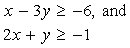 x − 3y ≥ −6, and
2x + y ≥ −1